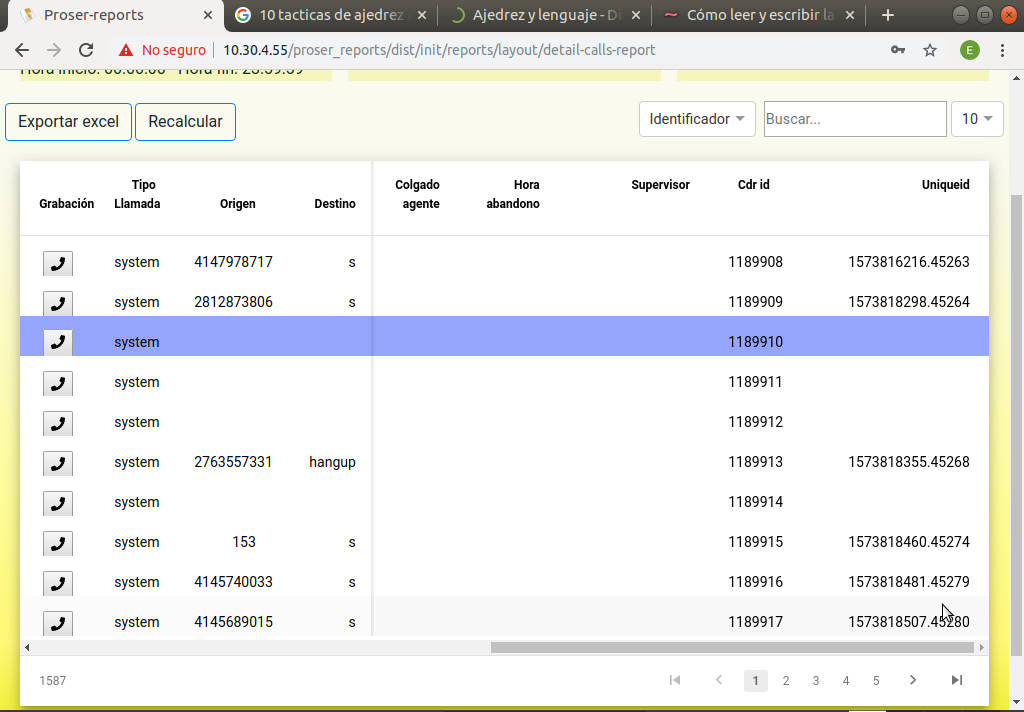 Proser-reports
10 tacticas de ajedrez
Ajedrez y lenguaje - Di
Cómo leer y escribir la
No seguro
10.30.4.55/proser_reports/dist/init/reports/layout/detail-calls-report
E
Hora inicio: 00:00:00 - Hora fin: 23:59:59
Exportar excel
Recalcular
Identificador
Buscar...
10
Grabación Tipo Llamada Origen Destino Colgado agente Hora abandono Supervisor Cdr id Uniqueid
system 4147978717 s 1189908 1573816216.45263
system 2812873806 s 1189909 1573818298.45264
system 1189910
system 1189911
system 1189912
system 2763557331 hangup 1189913 1573818355.45268
system 1189914
system 153 s 1189915 1573818460.45274
system 4145740033 s 1189916 1573818481.45279
system 4145689015 s 1189917 1573818507.45280
1587
1 2 3 4 5